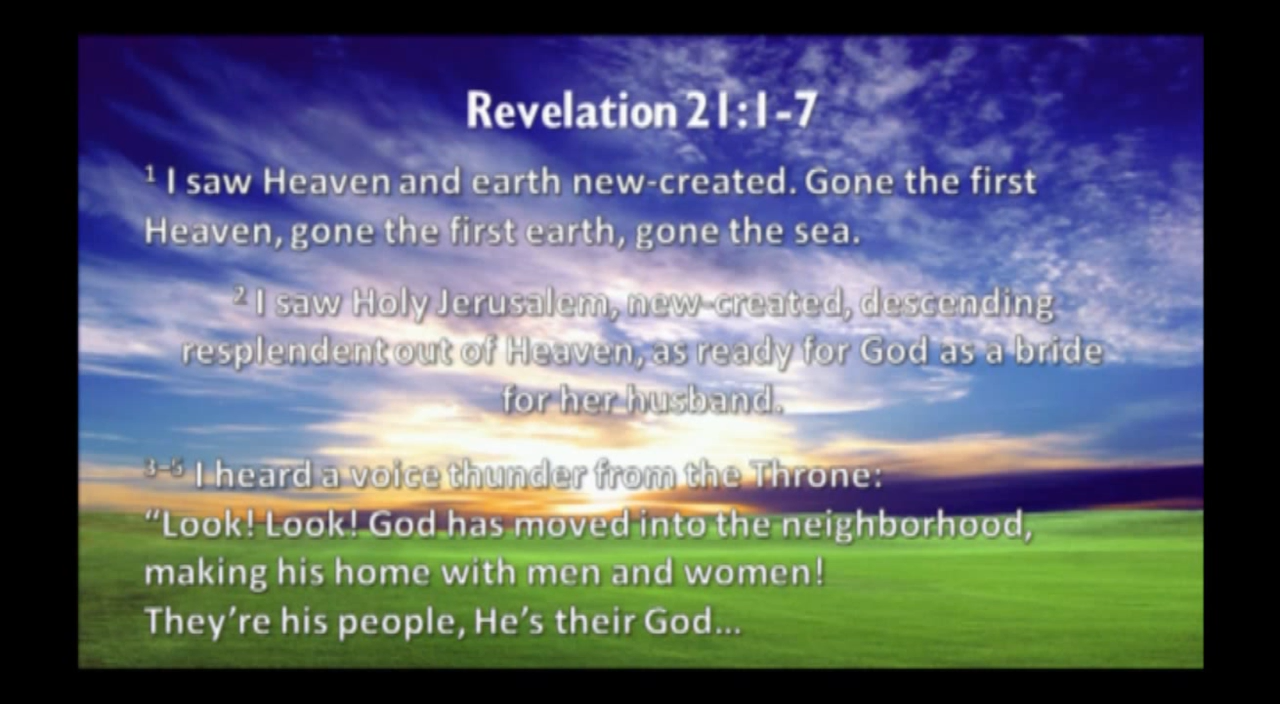 Revelation 21:1-7
1 I saw Heaven and earth new-created. Gone the first
Heaven, gone the first earth, gone the sea.
2 I saw Holy Jerusalem, new-created, descending
resplendent out of Heaven, as ready for God as a bride
for her husband.
3–5 I heard a voice thunder from the Throne:
“Look! Look! God has moved into the neighborhood,
making his home with men and women!
They’re his people, He’s their God...